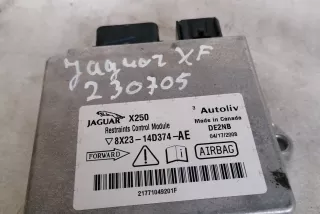 Jaguar XF
230705
JAGUAR X250
Restraints Control Module
▽8X23-14D374-AE
FORWARD
AIRBAG
21771049201F
Autoliv
Made in Canada
DE2NB
04/17/2009